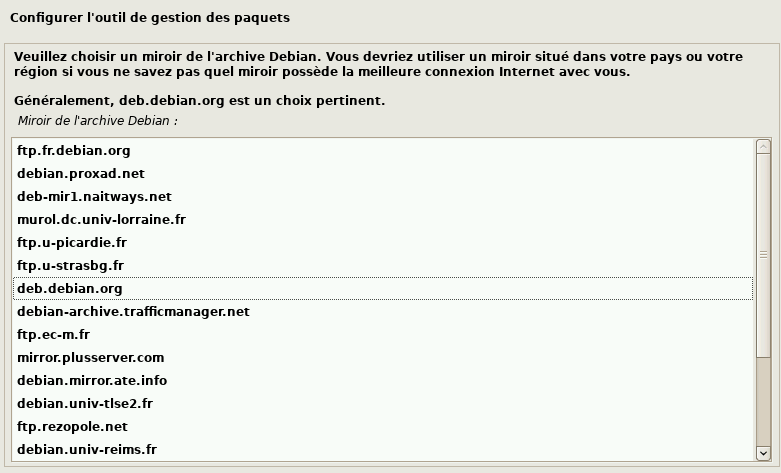 Configurer l'outil de gestion des paquets
Veuillez choisir un miroir de l'archive Debian. Vous devriez utiliser un miroir situé dans votre pays ou votre
région si vous ne savez pas quel miroir possède la meilleure connexion Internet avec vous.
Généralement, deb.debian.org est un choix pertinent.
Miroir de l'archive Debian :
ftp.fr.debian.org
debian.proxad.net
deb-mir1.naitways.net
murol.dc.univ-lorraine.fr
ftp.u-picardie.fr
ftp.u-strasbg.fr
deb.debian.org
debian-archive.trafficmanager.net
ftp.ec-m.fr
mirror.plusserver.com
debian.mirror.ate.info
debian.univ-tlse2.fr
ftp.rezopole.net
debian.univ-reims.fr